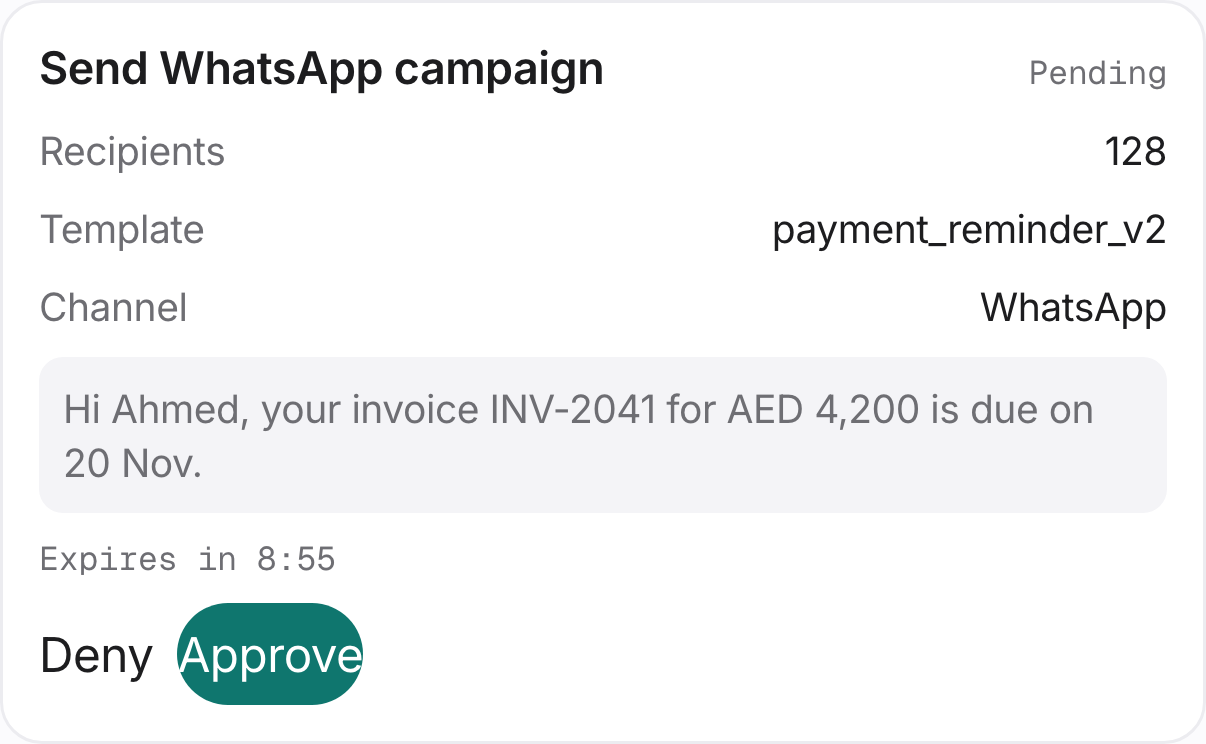 Send WhatsApp campaign
Pending
Recipients
128
Template
payment_reminder_v2
Channel
WhatsApp
Hi Ahmed, your invoice INV-2041 for AED 4,200 is due on
20 Nov.
Expires in 8:55
Deny
Approve